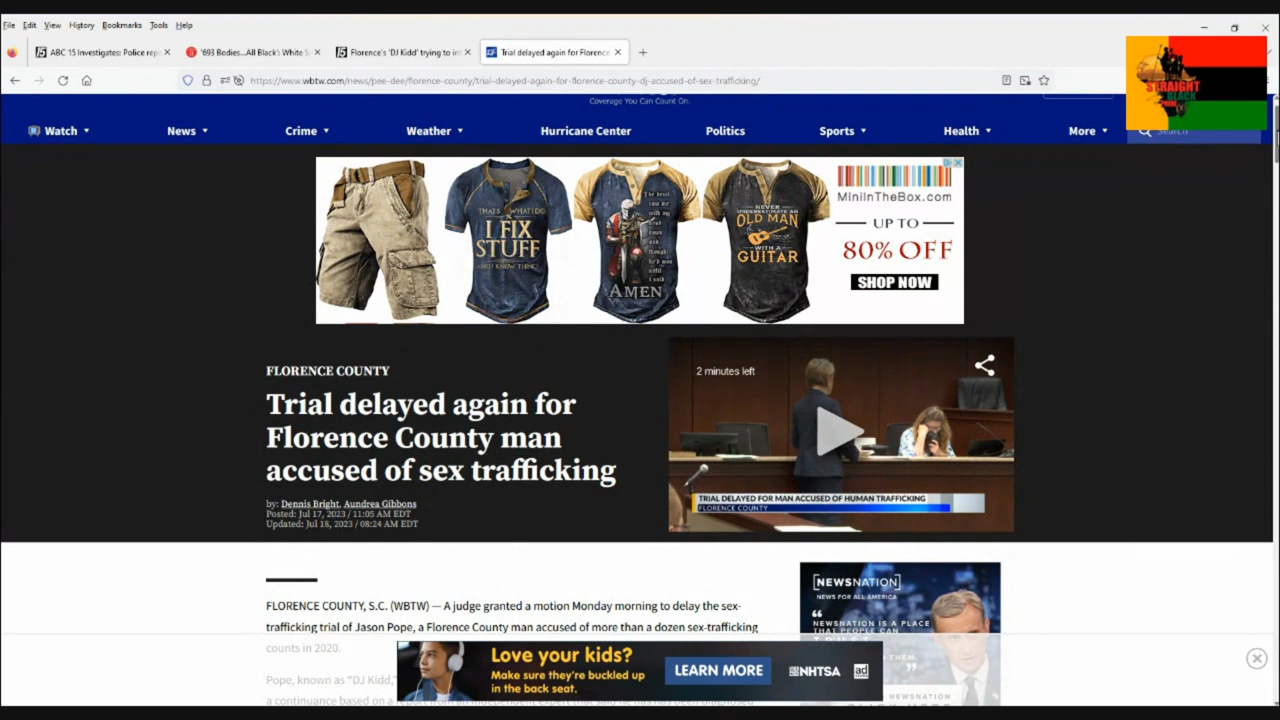 File Edit View History Bookmarks Tools Help
ABC 15 Investigates: Police rep
'693 Bodies...All Black's White S
Florence's 'DJ Kidd' trying to in
Trial delayed again for Florence
https://www.wbtw.com/news/pee-dee/florence-county/trial-delayed-again-for-florence-county-dj-accused-of-sex-trafficking/
STRAIGHT
BLACK
Coverage You Can Count On.
Watch News Crime Weather Hurricane Center Politics Sports Health More Search
THAT'S WHAT I DO
I FIX
STUFF
AND I KNOW THINGS
AMEN
NEVER
UNDERESTIMATE AN
OLD MAN
WITH A
GUITAR
MiniInTheBox.com
UP TO
80% OFF
SHOP NOW
FLORENCE COUNTY
Trial delayed again for
Florence County man
accused of sex trafficking
by: Dennis Bright, Aundrea Gibbons
Posted: Jul 17, 2023 / 11:05 AM EDT
Updated: Jul 18, 2023 / 08:24 AM EDT
2 minutes left
TRIAL DELAYED FOR MAN ACCUSED OF HUMAN TRAFFICKING
FLORENCE COUNTY
FLORENCE COUNTY, S.C. (WBTW) — A judge granted a motion Monday morning to delay the sex-
trafficking trial of Jason Pope, a Florence County man accused of more than a dozen sex-trafficking
counts in 2020.
Pope, known as "DJ Kidd,"
a continuance based on a
[NEWSNATION]
NEWS FOR ALL AMERICA
“
NEWSNATION IS A PLACE
THAT PEOPLE CAN
THEM.
”
NEWSNATION
Love your kids?
Make sure they're buckled up
in the back seat.
LEARN MORE
NHTSA
ad